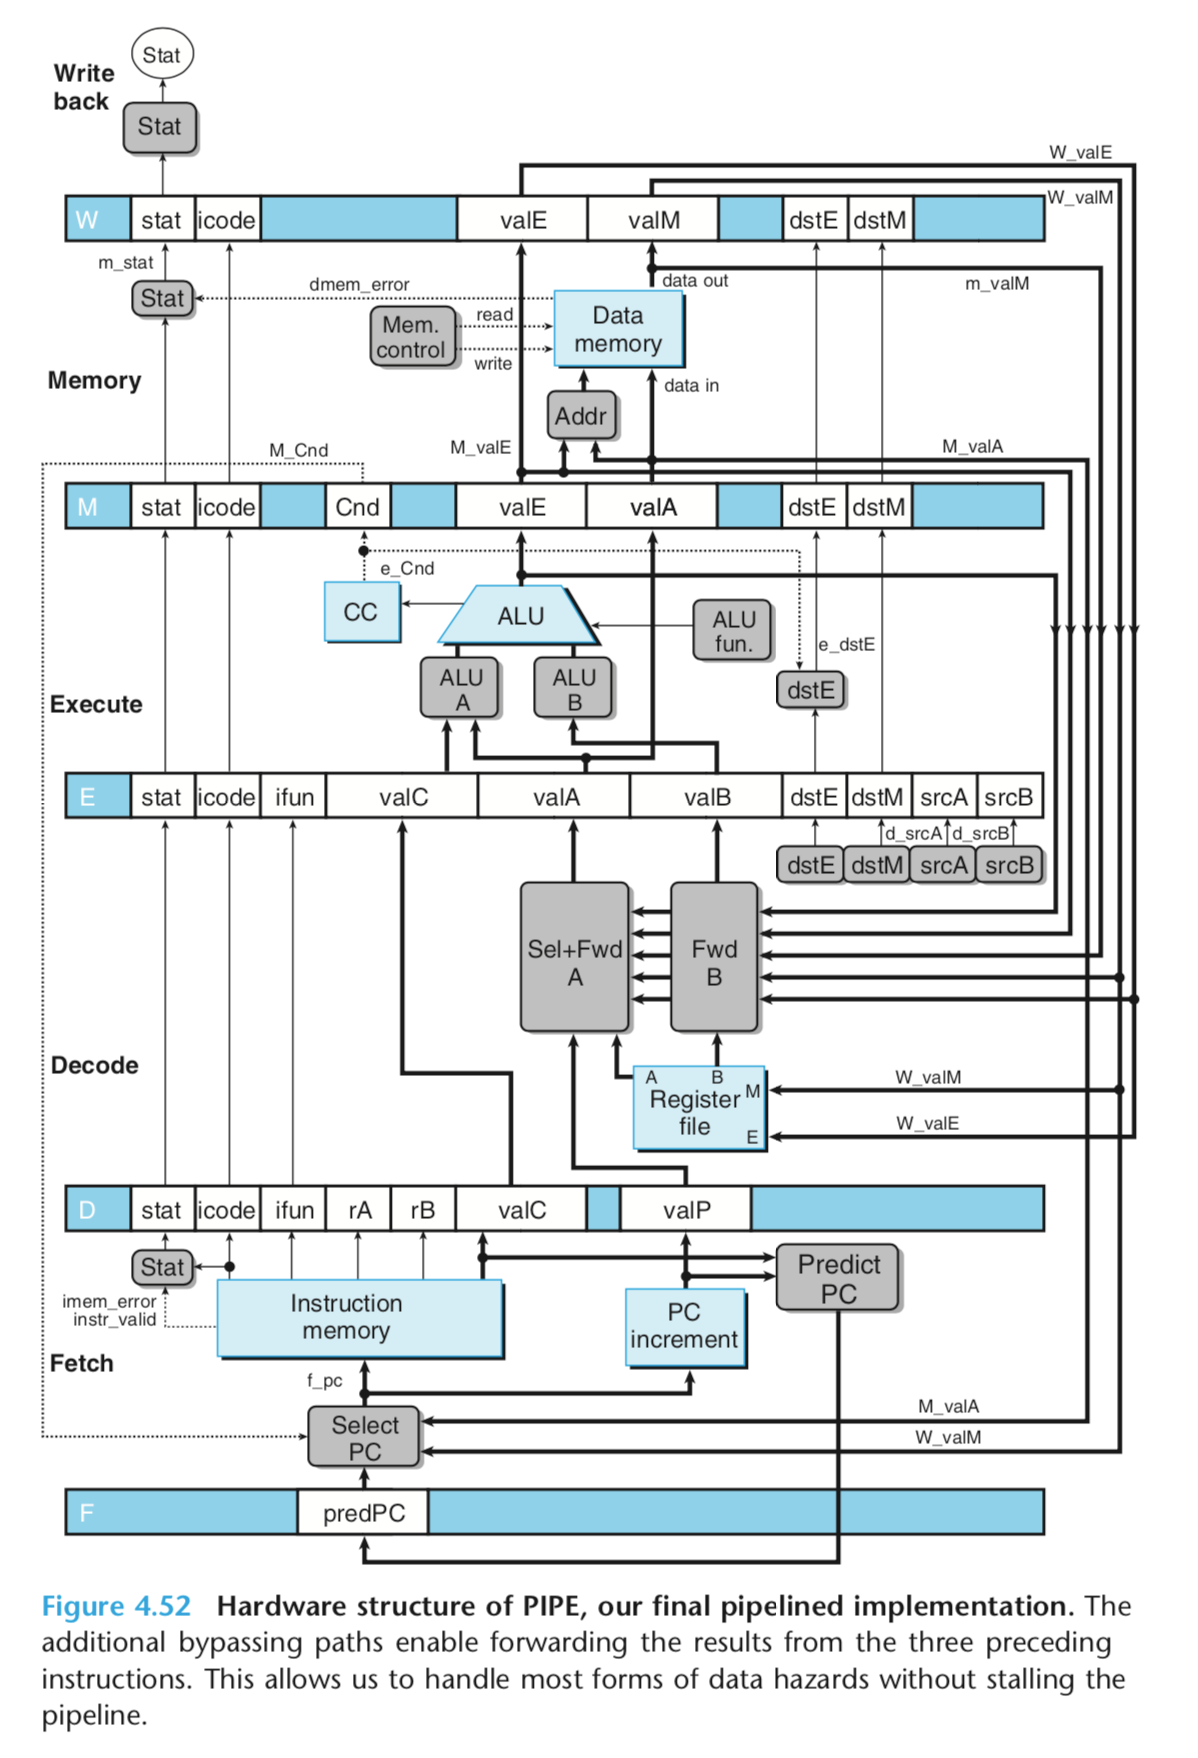 Stat
Write
back
Stat
W_valE
W_valM
W stat icode valE valM dstE dstM
m_stat
data out
m_valM
dmem_error
Stat
read
Mem.
control
write
Data
memory
Memory
data in
Addr
M_Cnd
M_valE
M_valA
M stat icode Cnd valE valA dstE dstM
e_Cnd
CC
ALU
ALU
fun.
e_dstE
ALU
A
ALU
B
dstE
Execute
E stat icode ifun valC valA valB dstE dstM srcA srcB
d_srcA d_srcB
dstE dstM srcA srcB
Sel+Fwd
A
Fwd
B
Decode
A B
W_valM
M
Register
file
W_valE
E
D stat icode ifun rA rB valC valP
Stat
Predict
PC
imem_error
instr_valid
Instruction
memory
PC
increment
Fetch
f_pc
M_valA
Select
PC
W_valM
F predPC
Figure 4.52 Hardware structure of PIPE, our final pipelined implementation. The
additional bypassing paths enable forwarding the results from the three preceding
instructions. This allows us to handle most forms of data hazards without stalling the
pipeline.